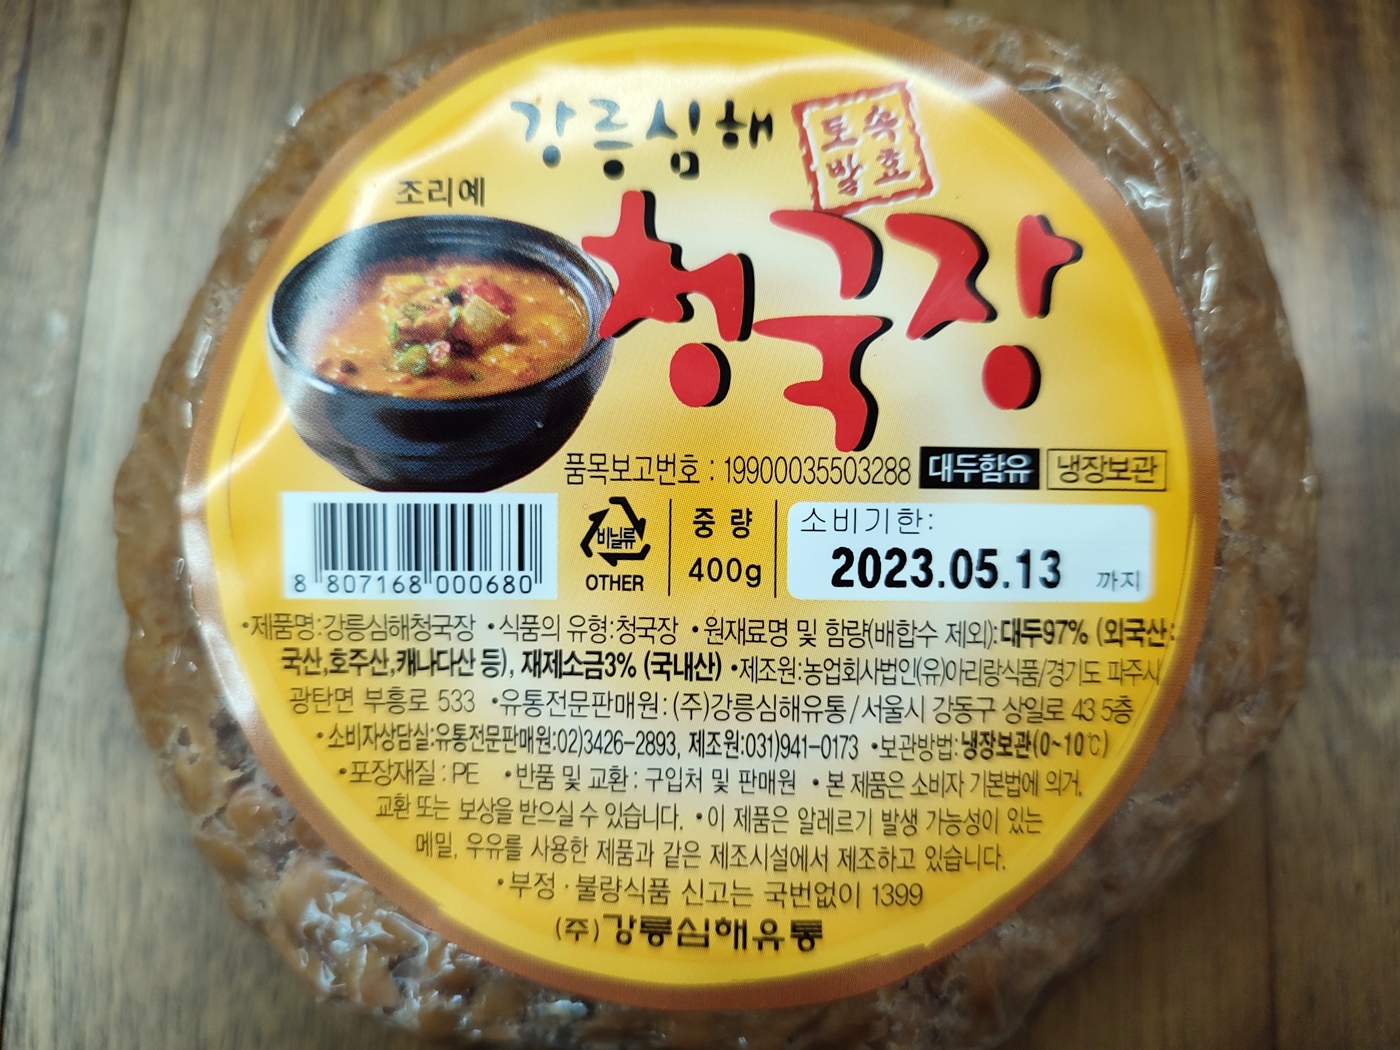 강릉심해
토속
발효
조리예
청국장
품목보고번호 : 19900035503288 대두함유 냉장보관
비닐류
OTHER
중 량
400g
소비기한:
2023.05.13 까지
8 807168 000680
•제품명:강릉심해청국장 •식품의 유형:청국장 •원재료명 및 함량(배합수 제외):대두97% (외국산:
국산,호주산,캐나다산 등), 재제소금3% (국내산) •제조원:농업회사법인(유)아리랑식품/경기도 파주시
광탄면 부흥로 533 •유통전문판매원:(주)강릉심해유통/서울시 강동구 상일로 43 5층
•소비자상담실:유통전문판매원:02)3426-2893, 제조원:031)941-0173 •보관방법:냉장보관(0~10℃)
•포장재질:PE •반품 및 교환: 구입처 및 판매원 •본 제품은 소비자 기본법에 의거,
교환 또는 보상을 받으실 수 있습니다. •이 제품은 알레르기 발생 가능성이 있는
메밀, 우유를 사용한 제품과 같은 제조시설에서 제조하고 있습니다.
•부정·불량식품 신고는 국번없이 1399
(주)강릉심해유통